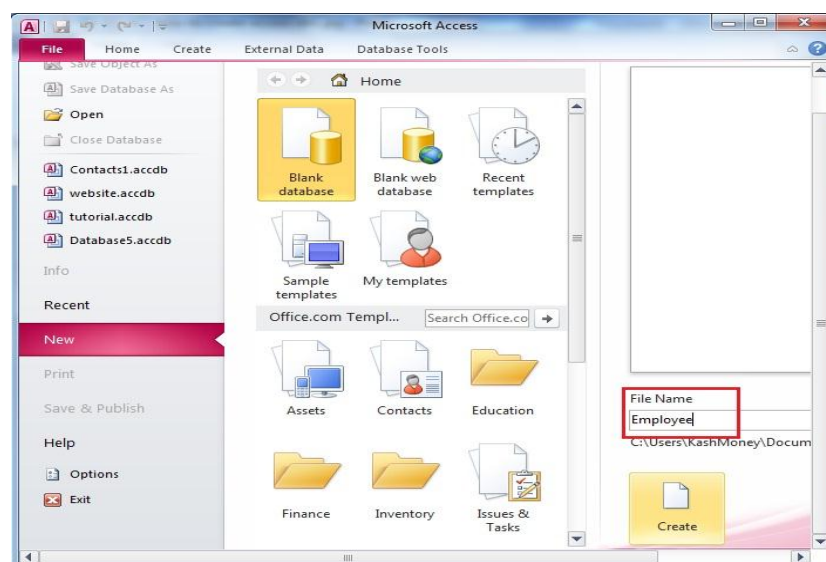 Microsoft Access
File Home Create External Data Database Tools
Save Object As
Save Database As
Open
Close Database
Contacts1.accdb
website.accdb
tutorial.accdb
Database5.accdb
Info
Recent
New
Print
Save & Publish
Help
Options
Exit
Home
Blank database
Blank web database
Recent templates
Sample templates
My templates
Office.com Templ... Search Office.co
Assets
Contacts
Education
Finance
Inventory
Issues & Tasks
File Name
Employee
C:\Users\KashMoney\Docum
Create